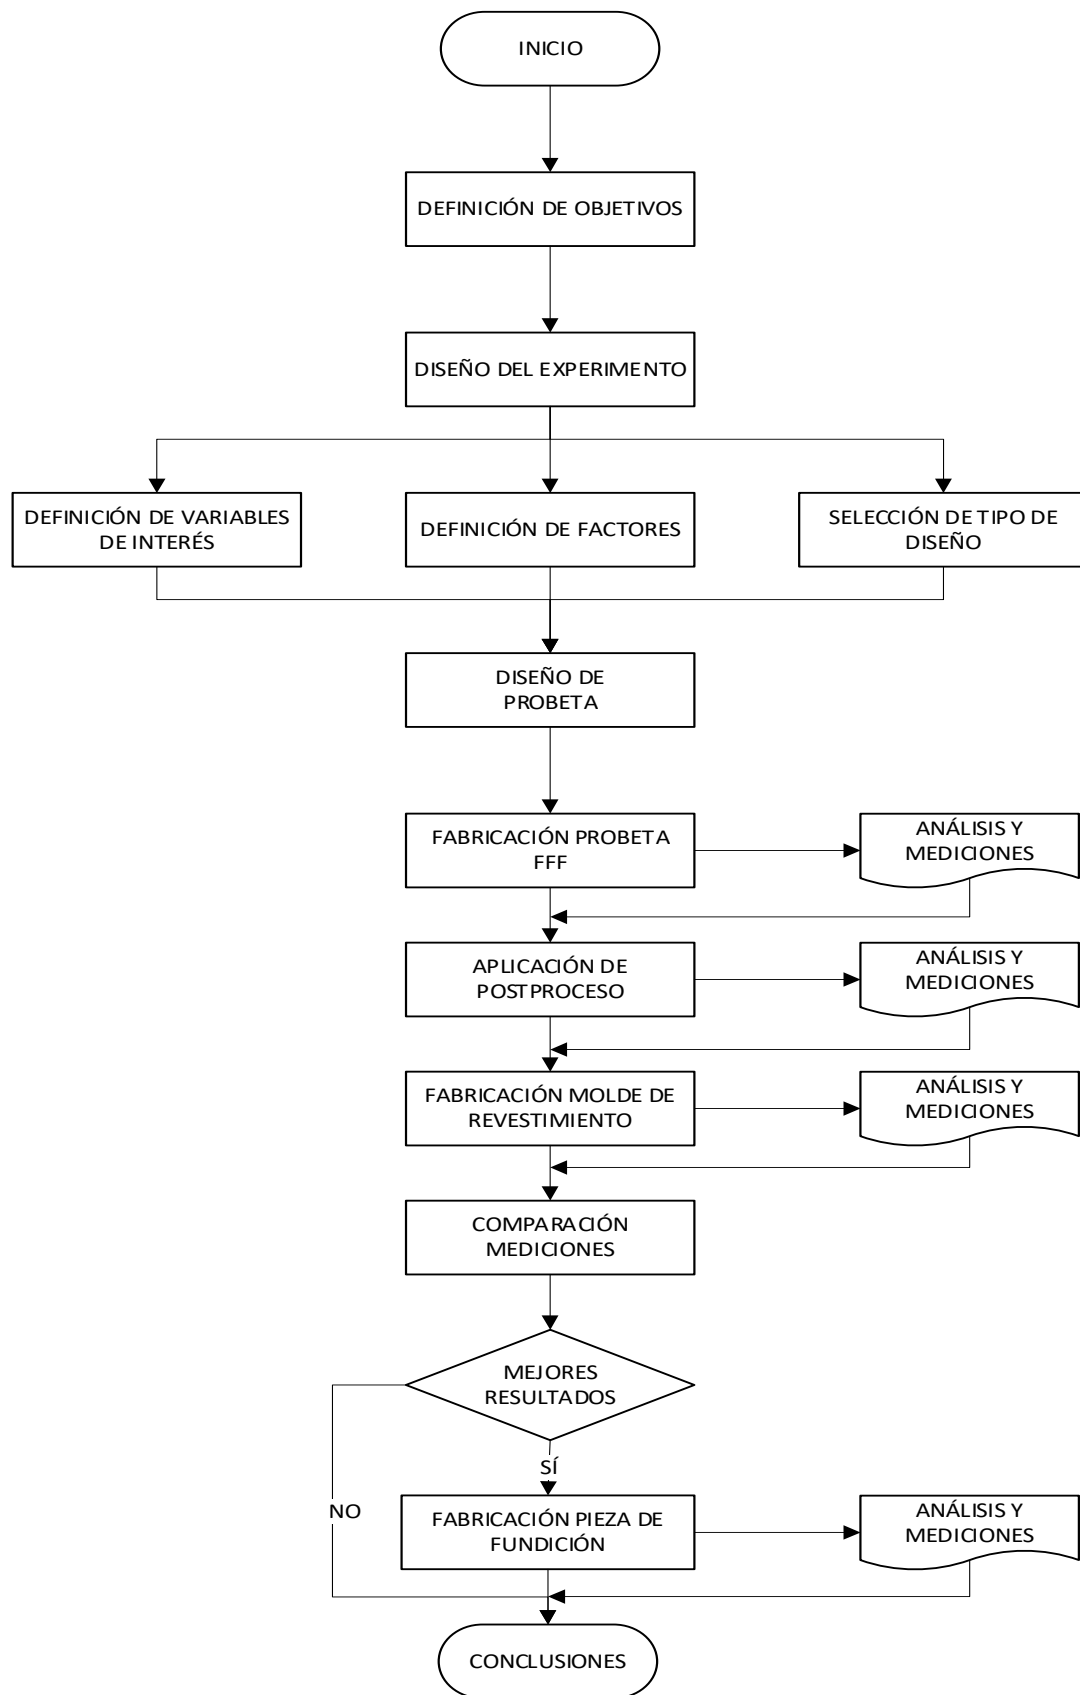 INICIO
DEFINICIÓN DE OBJETIVOS
DISEÑO DEL EXPERIMENTO
DEFINICIÓN DE VARIABLES
DE INTERÉS
DEFINICIÓN DE FACTORES
SELECCIÓN DE TIPO DE
DISEÑO
DISEÑO DE
PROBETA
FABRICACIÓN PROBETA
FFF
ANÁLISIS Y
MEDICIONES
APLICACIÓN DE
POSTPROCESO
ANÁLISIS Y
MEDICIONES
FABRICACIÓN MOLDE DE
REVESTIMIENTO
ANÁLISIS Y
MEDICIONES
COMPARACIÓN
MEDICIONES
MEJORES
RESULTADOS
SÍ
NO
FABRICACIÓN PIEZA DE
FUNDICIÓN
ANÁLISIS Y
MEDICIONES
CONCLUSIONES